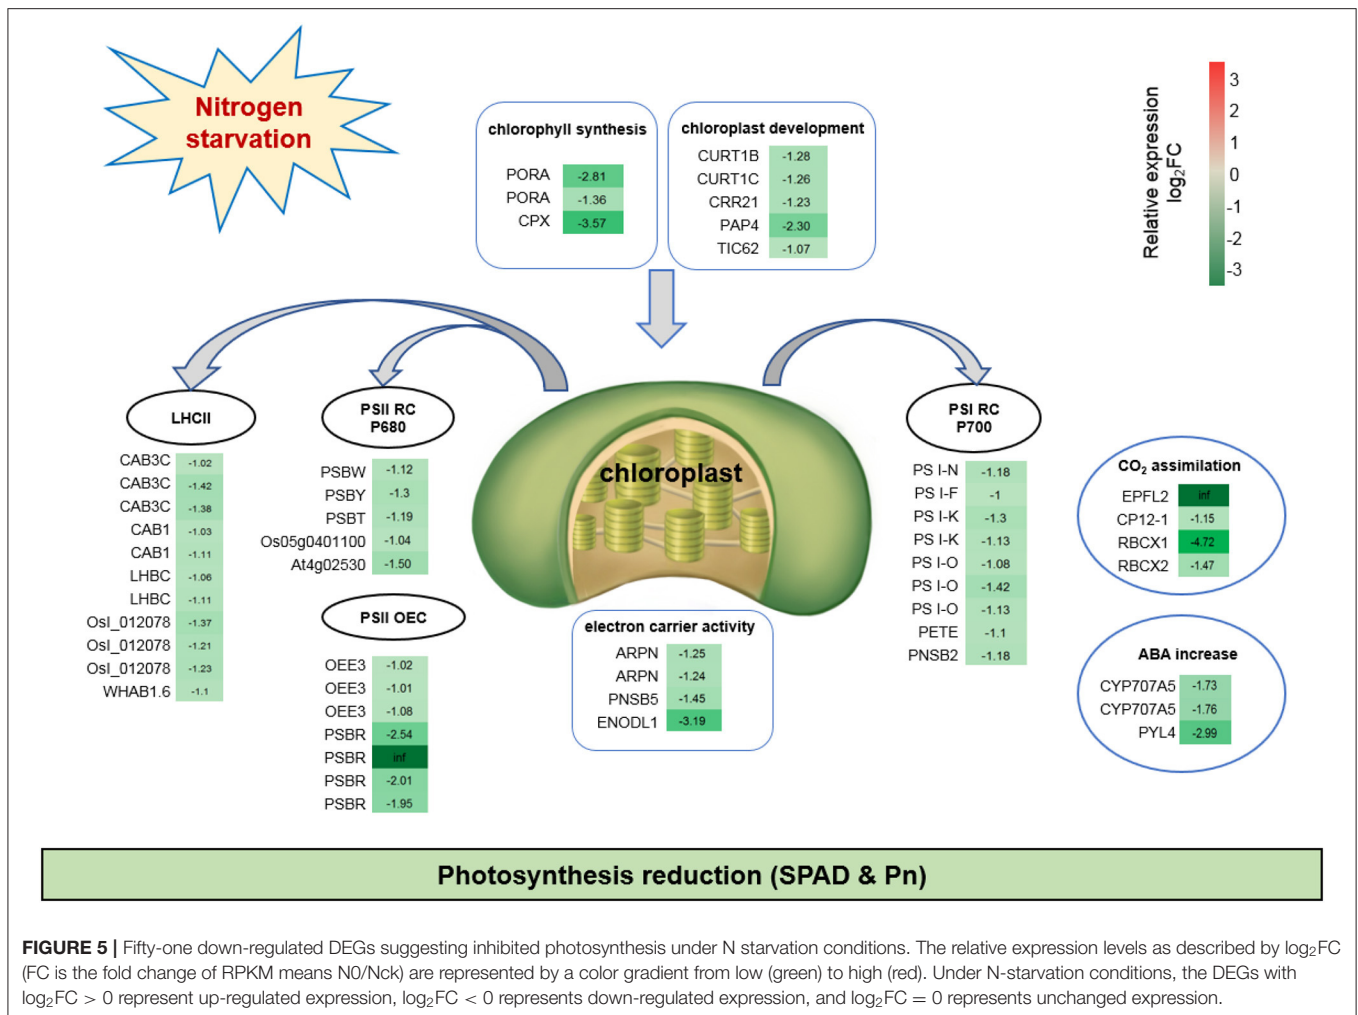 Nitrogen
starvation
chlorophyll synthesis
PORA -2.81
PORA -1.36
CPX -3.57
chloroplast development
CURT1B -1.28
CURT1C -1.26
CRR21 -1.23
PAP4 -2.30
TIC62 -1.07
Relative expression
log₂FC
3
2
1
0
-1
-2
-3
LHCII
CAB3C -1.02
CAB3C -1.42
CAB3C -1.38
CAB1 -1.03
CAB1 -1.11
LHBC -1.06
LHBC -1.11
OsI_012078 -1.37
OsI_012078 -1.21
OsI_012078 -1.23
WHAB1.6 -1.1
PSII RC
P680
PSBW -1.12
PSBY -1.3
PSBT -1.19
Os05g0401100 -1.04
At4g02530 -1.50
PSII OEC
OEE3 -1.02
OEE3 -1.01
OEE3 -1.08
PSBR -2.54
PSBR inf
PSBR -2.01
PSBR -1.95
chloroplast
electron carrier activity
ARPN -1.25
ARPN -1.24
PNSB5 -1.45
ENODL1 -3.19
PSI RC
P700
PS I-N -1.18
PS I-F -1
PS I-K -1.3
PS I-K -1.13
PS I-O -1.08
PS I-O -1.42
PS I-O -1.13
PETE -1.1
PNSB2 -1.18
CO₂ assimilation
EPFL2 inf
CP12-1 -1.15
RBCX1 -4.72
RBCX2 -1.47
ABA increase
CYP707A5 -1.73
CYP707A5 -1.76
PYL4 -2.99
Photosynthesis reduction (SPAD & Pn)
FIGURE 5 | Fifty-one down-regulated DEGs suggesting inhibited photosynthesis under N starvation conditions. The relative expression levels as described by log₂FC
(FC is the fold change of RPKM means N0/Nck) are represented by a color gradient from low (green) to high (red). Under N-starvation conditions, the DEGs with
log₂FC > 0 represent up-regulated expression, log₂FC < 0 represents down-regulated expression, and log₂FC = 0 represents unchanged expression.